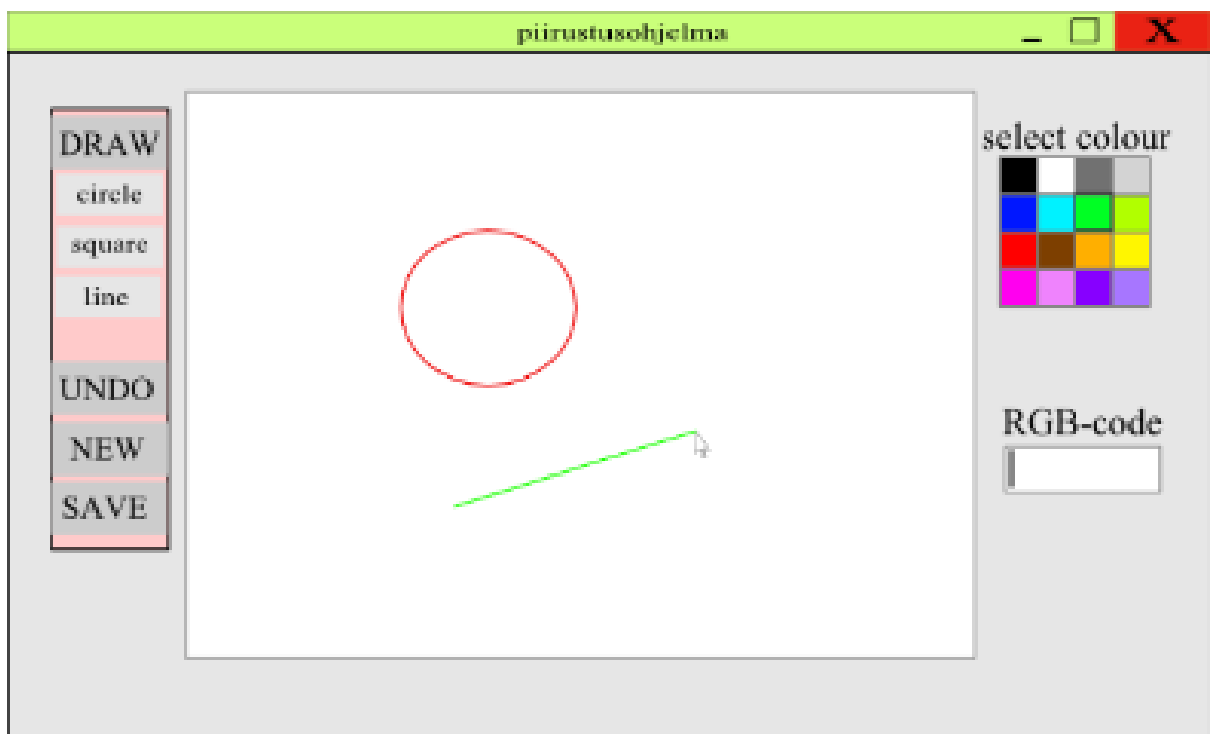 piirustusohjelma
X
DRAW
circle
square
line
UNDO
NEW
SAVE
select colour
RGB-code